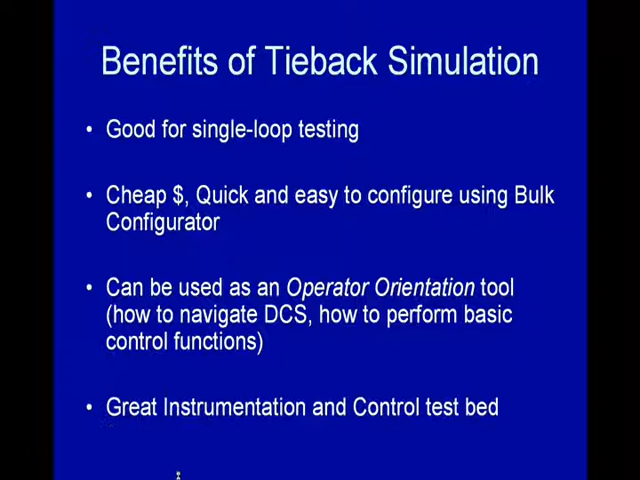 Benefits of Tieback Simulation
• Good for single-loop testing
• Cheap $, Quick and easy to configure using Bulk
Configurator
• Can be used as an Operator Orientation tool
(how to navigate DCS, how to perform basic
control functions)
• Great Instrumentation and Control test bed